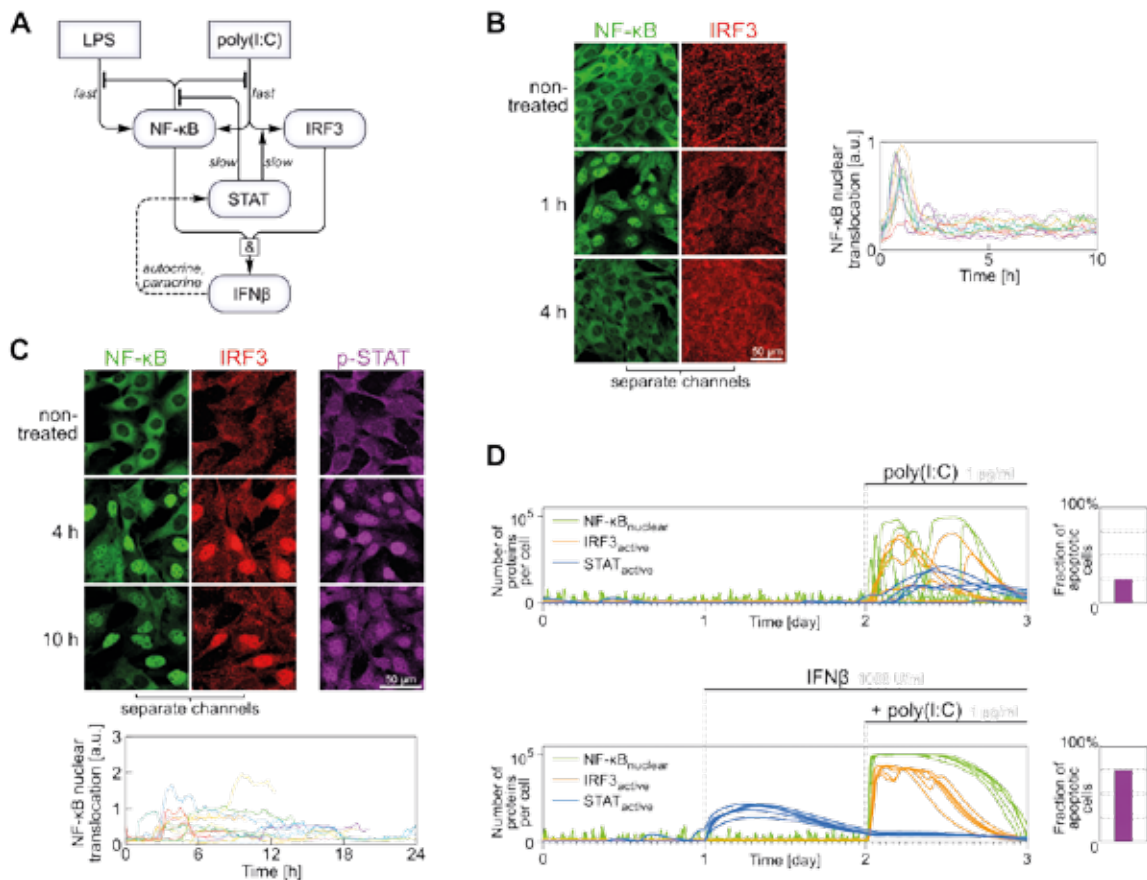 A
LPS
poly(I:C)
fast
fast
NF-κB
IRF3
slow
slow
STAT
&
autocrine,
paracrine
IFNβ
B
NF-κB
IRF3
non-
treated
1 h
4 h
50 µm
separate channels
NF-κB nuclear
translocation [a.u.]
1
0
0
5
10
Time [h]
C
NF-κB
IRF3
p-STAT
non-
treated
4 h
10 h
50 µm
separate channels
NF-κB nuclear
translocation [a.u.]
3
2
1
0
0
6
12
18
24
Time [h]
D
poly(I:C) 1 µg/ml
Number of
proteins
per cell
10⁵
0
NF-κBnuclear
IRF3active
STATactive
0
1
2
3
Time [day]
Fraction of
apoptotic
cells
100%
0
IFNβ
+ poly(I:C) 1 µg/ml
Number of
proteins
per cell
10⁵
0
NF-κBnuclear
IRF3active
STATactive
0
1
2
3
Time [day]
Fraction of
apoptotic
cells
100%
0